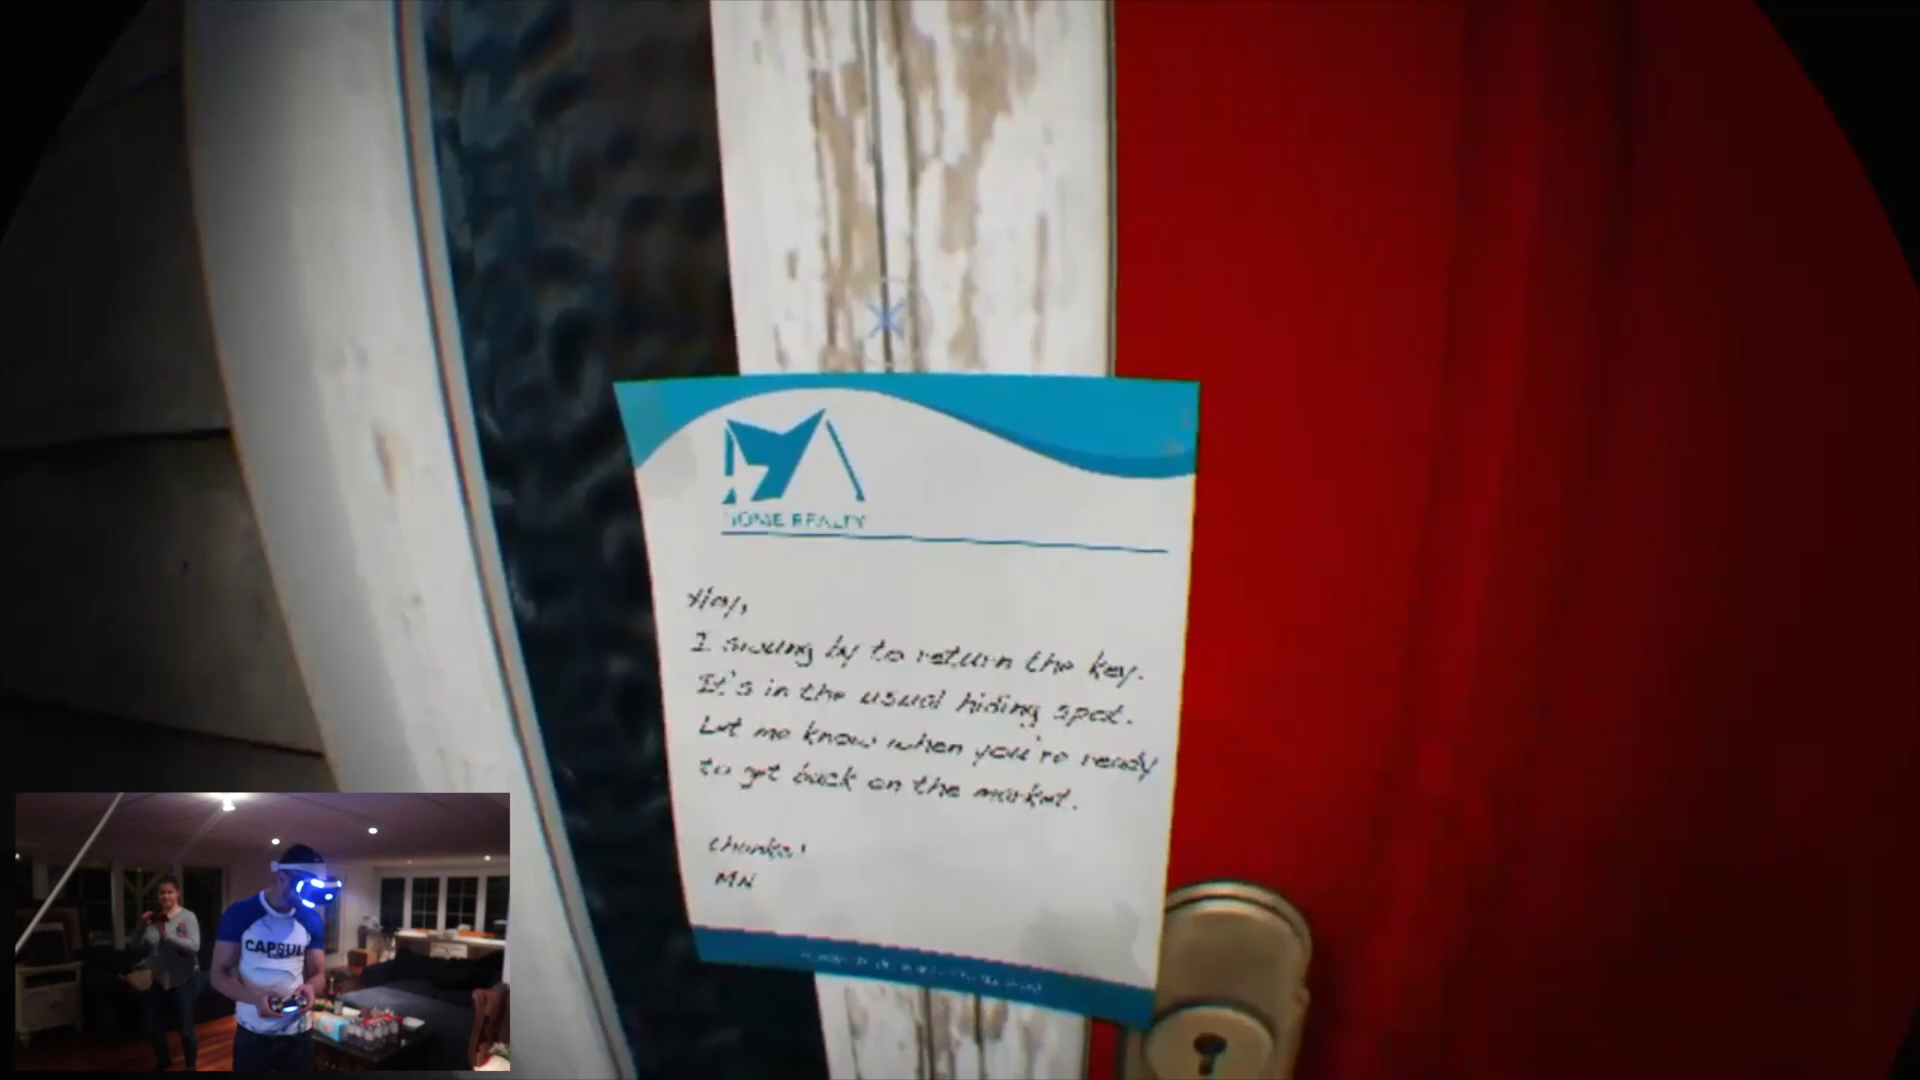 HOME REALTY
Hey,
I swung by to return the key.
It's in the usual hiding spot.
Let me know when you're ready
to get back on the market.
thanks!
MN
CAPSUL